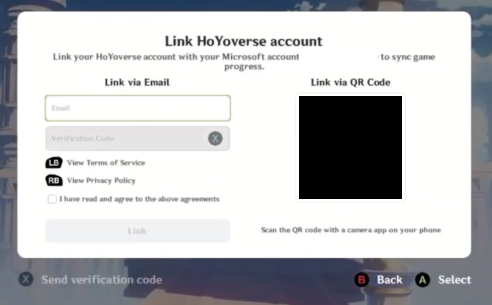 Link HoYoverse account
Link your HoYoverse account with your Microsoft account to sync game
progress.
Link via Email
Link via QR Code
Email
Verification Code X
LB View Terms of Service
RB View Privacy Policy
I have read and agree to the above agreements
Link
Scan the QR code with a camera app on your phone
X Send verification code
B Back A Select